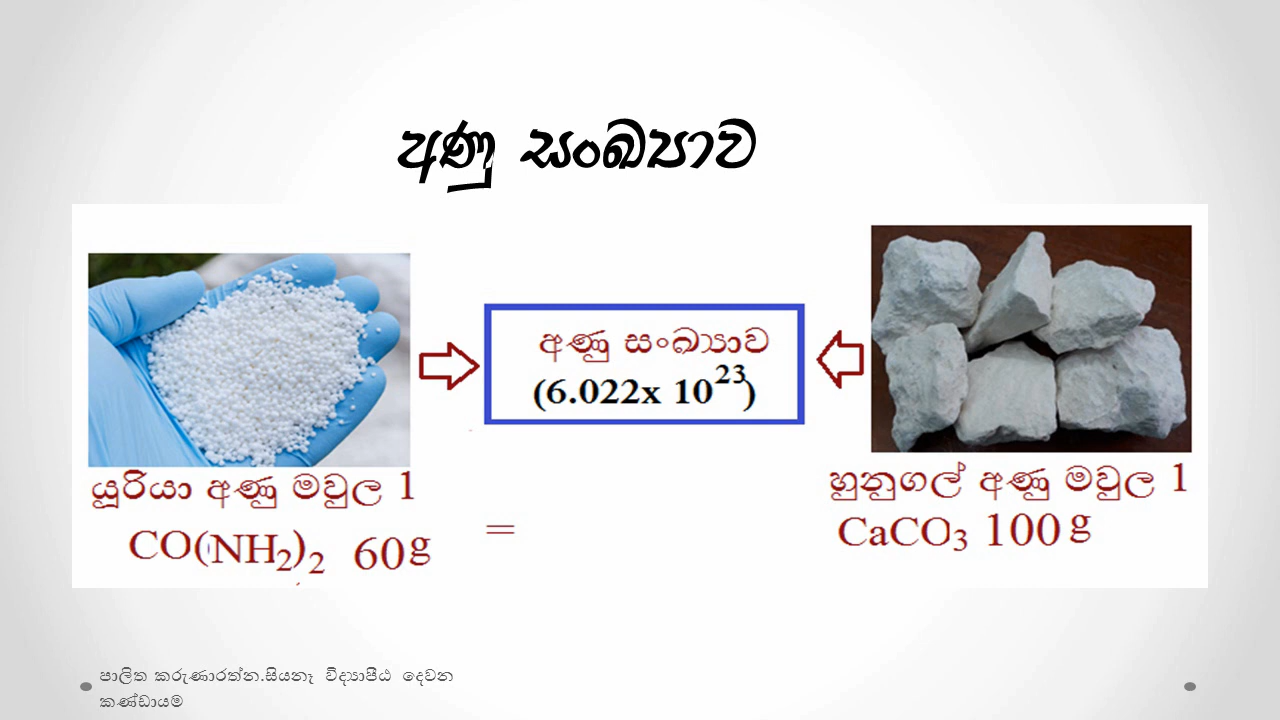 අණු සංඛ්‍යාව
අණු සංඛ්‍යාව
(6.022x 10²³)
යූරියා අණු මවුල 1
CO(NH₂)₂ 60g
=
හුනුගල් අණු මවුල 1
CaCO₃ 100g
පාලිත කරුණාරත්න.සියනෑ විද්‍යාපීඨ දෙවන
කණ්ඩායම